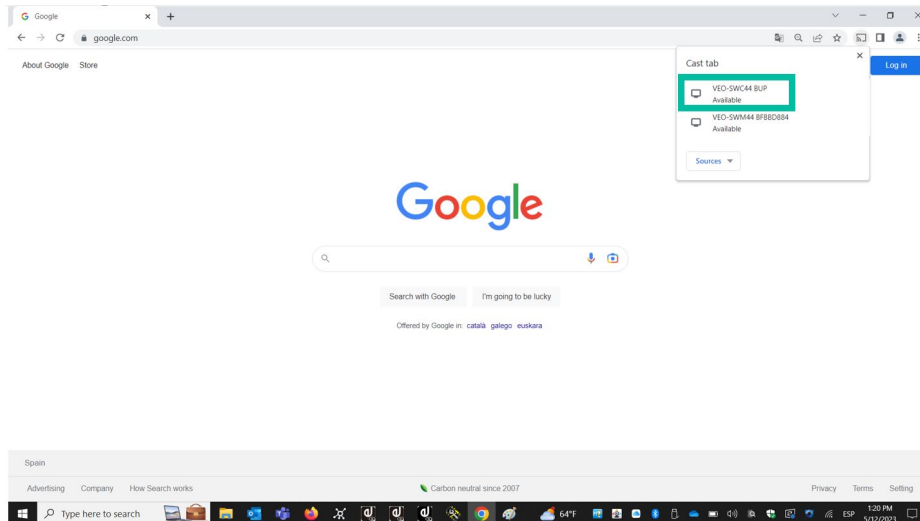 Google
google.com
About Google Store
Log in
Cast tab
VEO-SWC44 BUP
Available
VEO-SWM44 BFBBD884
Available
Sources
Google
Search with Google I'm going to be lucky
Offered by Google in: català galego euskara
Spain
Advertising Company How Search works
Carbon neutral since 2007
Privacy Terms Setting
Type here to search
64°F
ESP
1:20 PM
5/12/2023